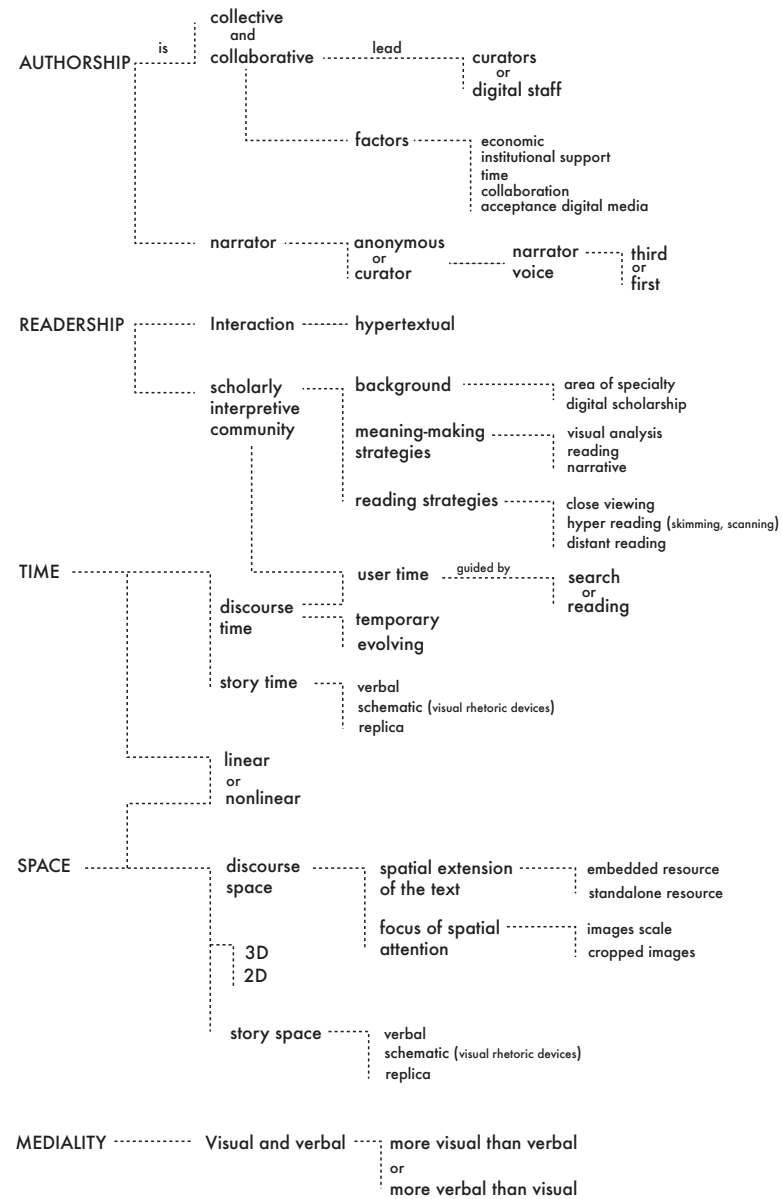 collective
and
AUTHORSHIP is collaborative lead curators
or
digital staff
factors economic
institutional support
time
collaboration
acceptance digital media
narrator anonymous
or
curator
narrator
voice
third
or
first
READERSHIP Interaction hypertextual
scholarly
interpretive
community
background area of specialty
digital scholarship
meaning-making
strategies
visual analysis
reading
narrative
reading strategies close viewing
hyper reading (skimming, scanning)
distant reading
TIME user time guided by search
or
reading
discourse
time
temporary
evolving
story time verbal
schematic (visual rhetoric devices)
replica
linear
or
nonlinear
SPACE discourse
space
spatial extension
of the text
embedded resource
standalone resource
focus of spatial
attention
images scale
cropped images
3D
2D
story space verbal
schematic (visual rhetoric devices)
replica
MEDIALITY Visual and verbal more visual than verbal
or
more verbal than visual